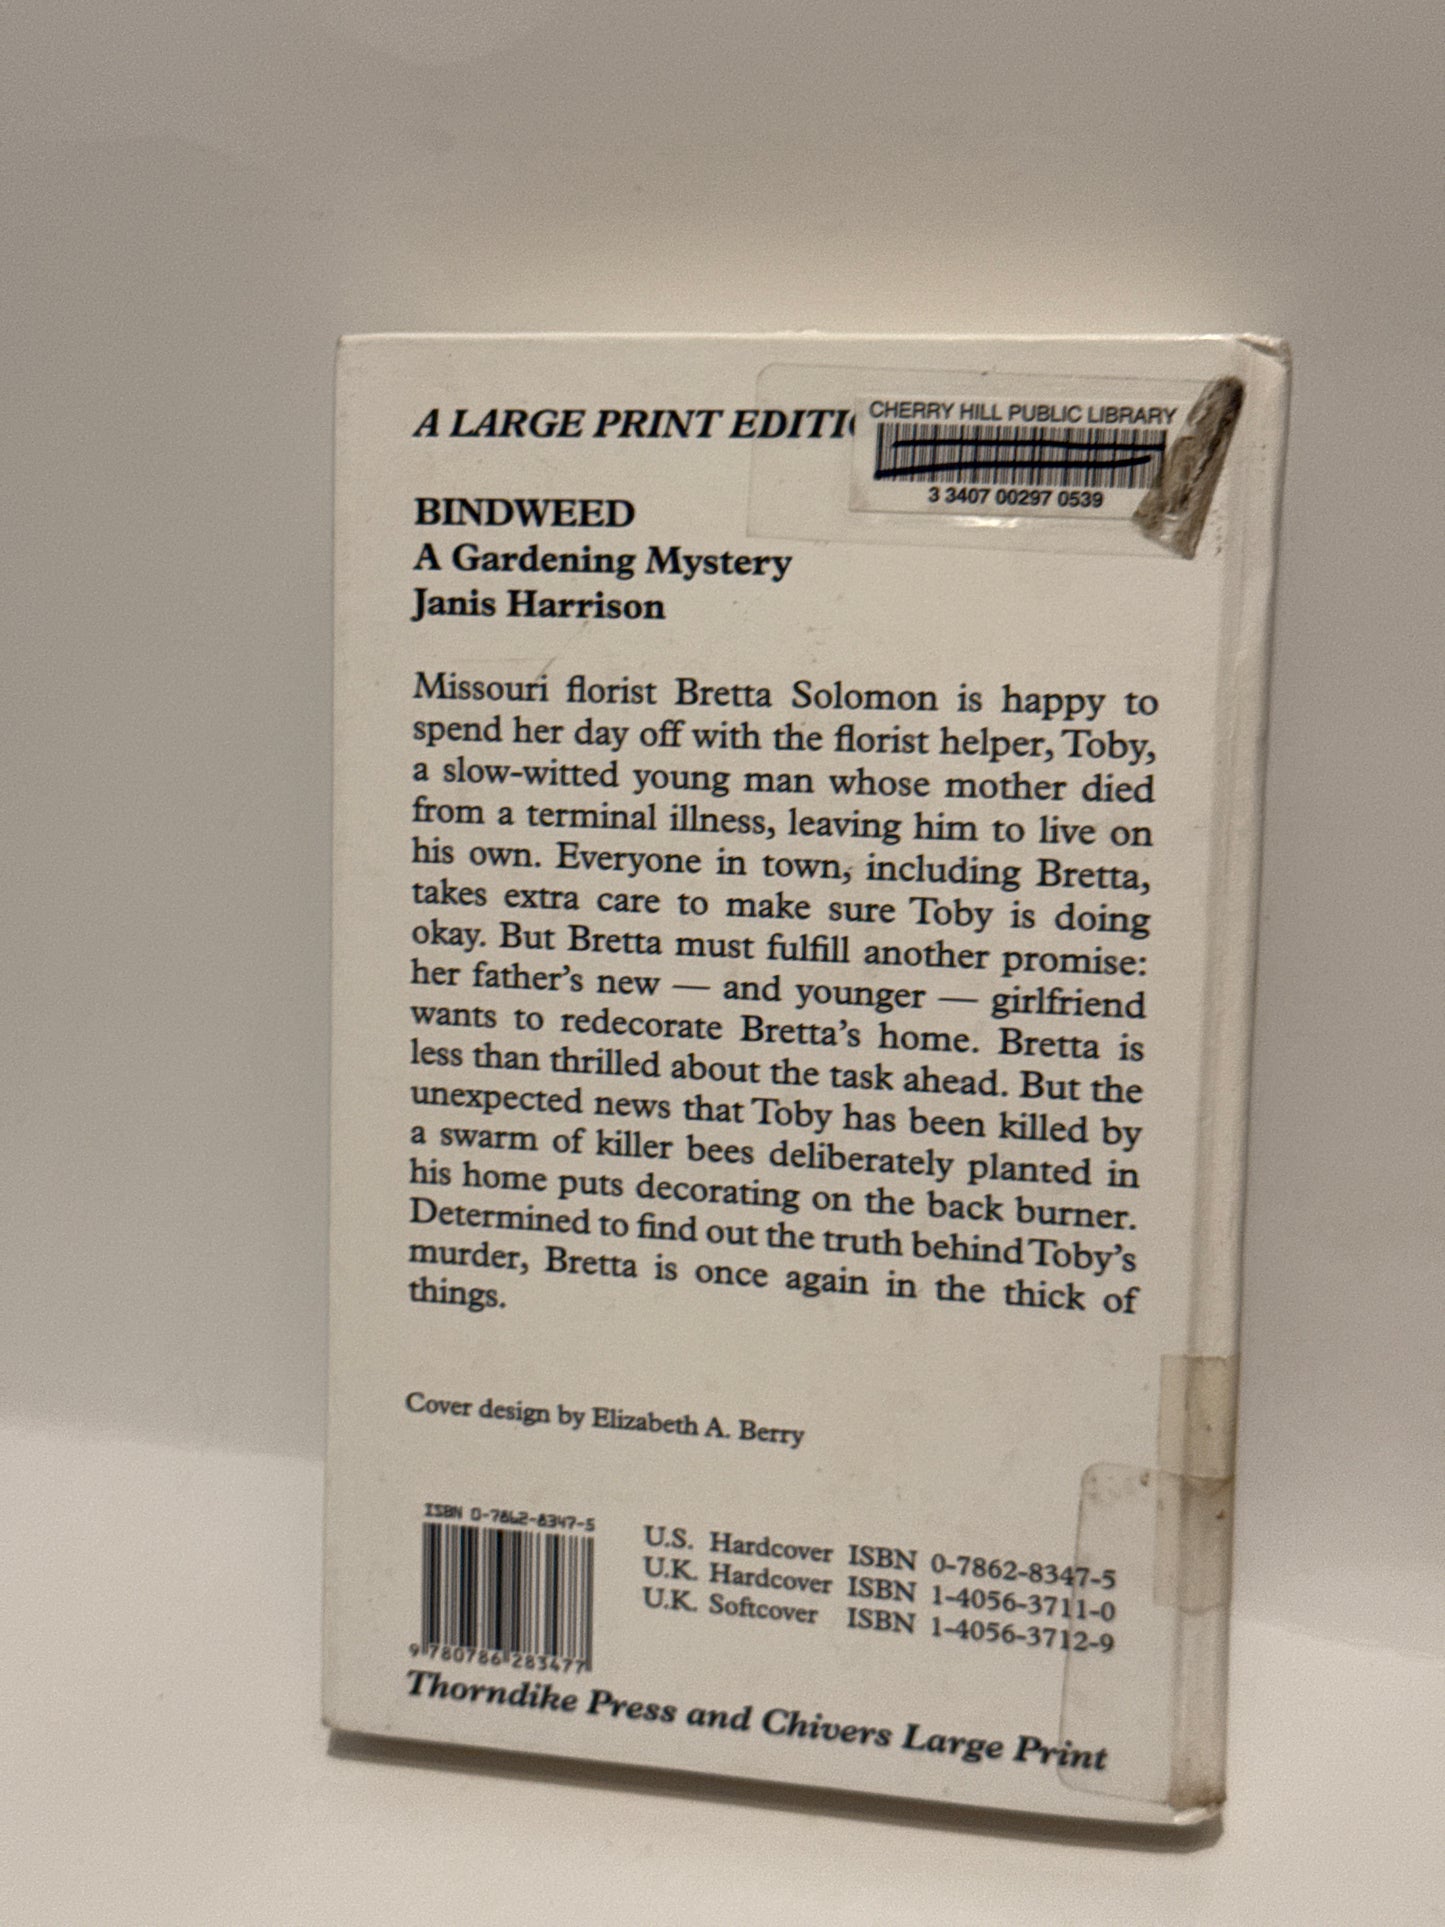 A LARGE PRINT EDITI
CHERRY HILL PUBLIC LIBRARY
3 3407 00297 0539
BINDWEED
A Gardening Mystery
Janis Harrison
Missouri florist Bretta Solomon is happy to
spend her day off with the florist helper, Toby,
a slow-witted young man whose mother died
from a terminal illness, leaving him to live on
his own. Everyone in town, including Bretta,
takes extra care to make sure Toby is doing
okay. But Bretta must fulfill another promise:
her father's new — and younger — girlfriend
wants to redecorate Bretta's home. Bretta is
less than thrilled about the task ahead. But the
unexpected news that Toby has been killed by
a swarm of killer bees deliberately planted in
his home puts decorating on the back burner.
Determined to find out the truth behind Toby's
murder, Bretta is once again in the thick of
things.
Cover design by Elizabeth A. Berry
ISBN 0-7862-8347-5
9 780786 283477
U.S. Hardcover ISBN 0-7862-8347-5
U.K. Hardcover ISBN 1-4056-3711-0
U.K. Softcover ISBN 1-4056-3712-9
Thorndike Press and Chivers Large Print